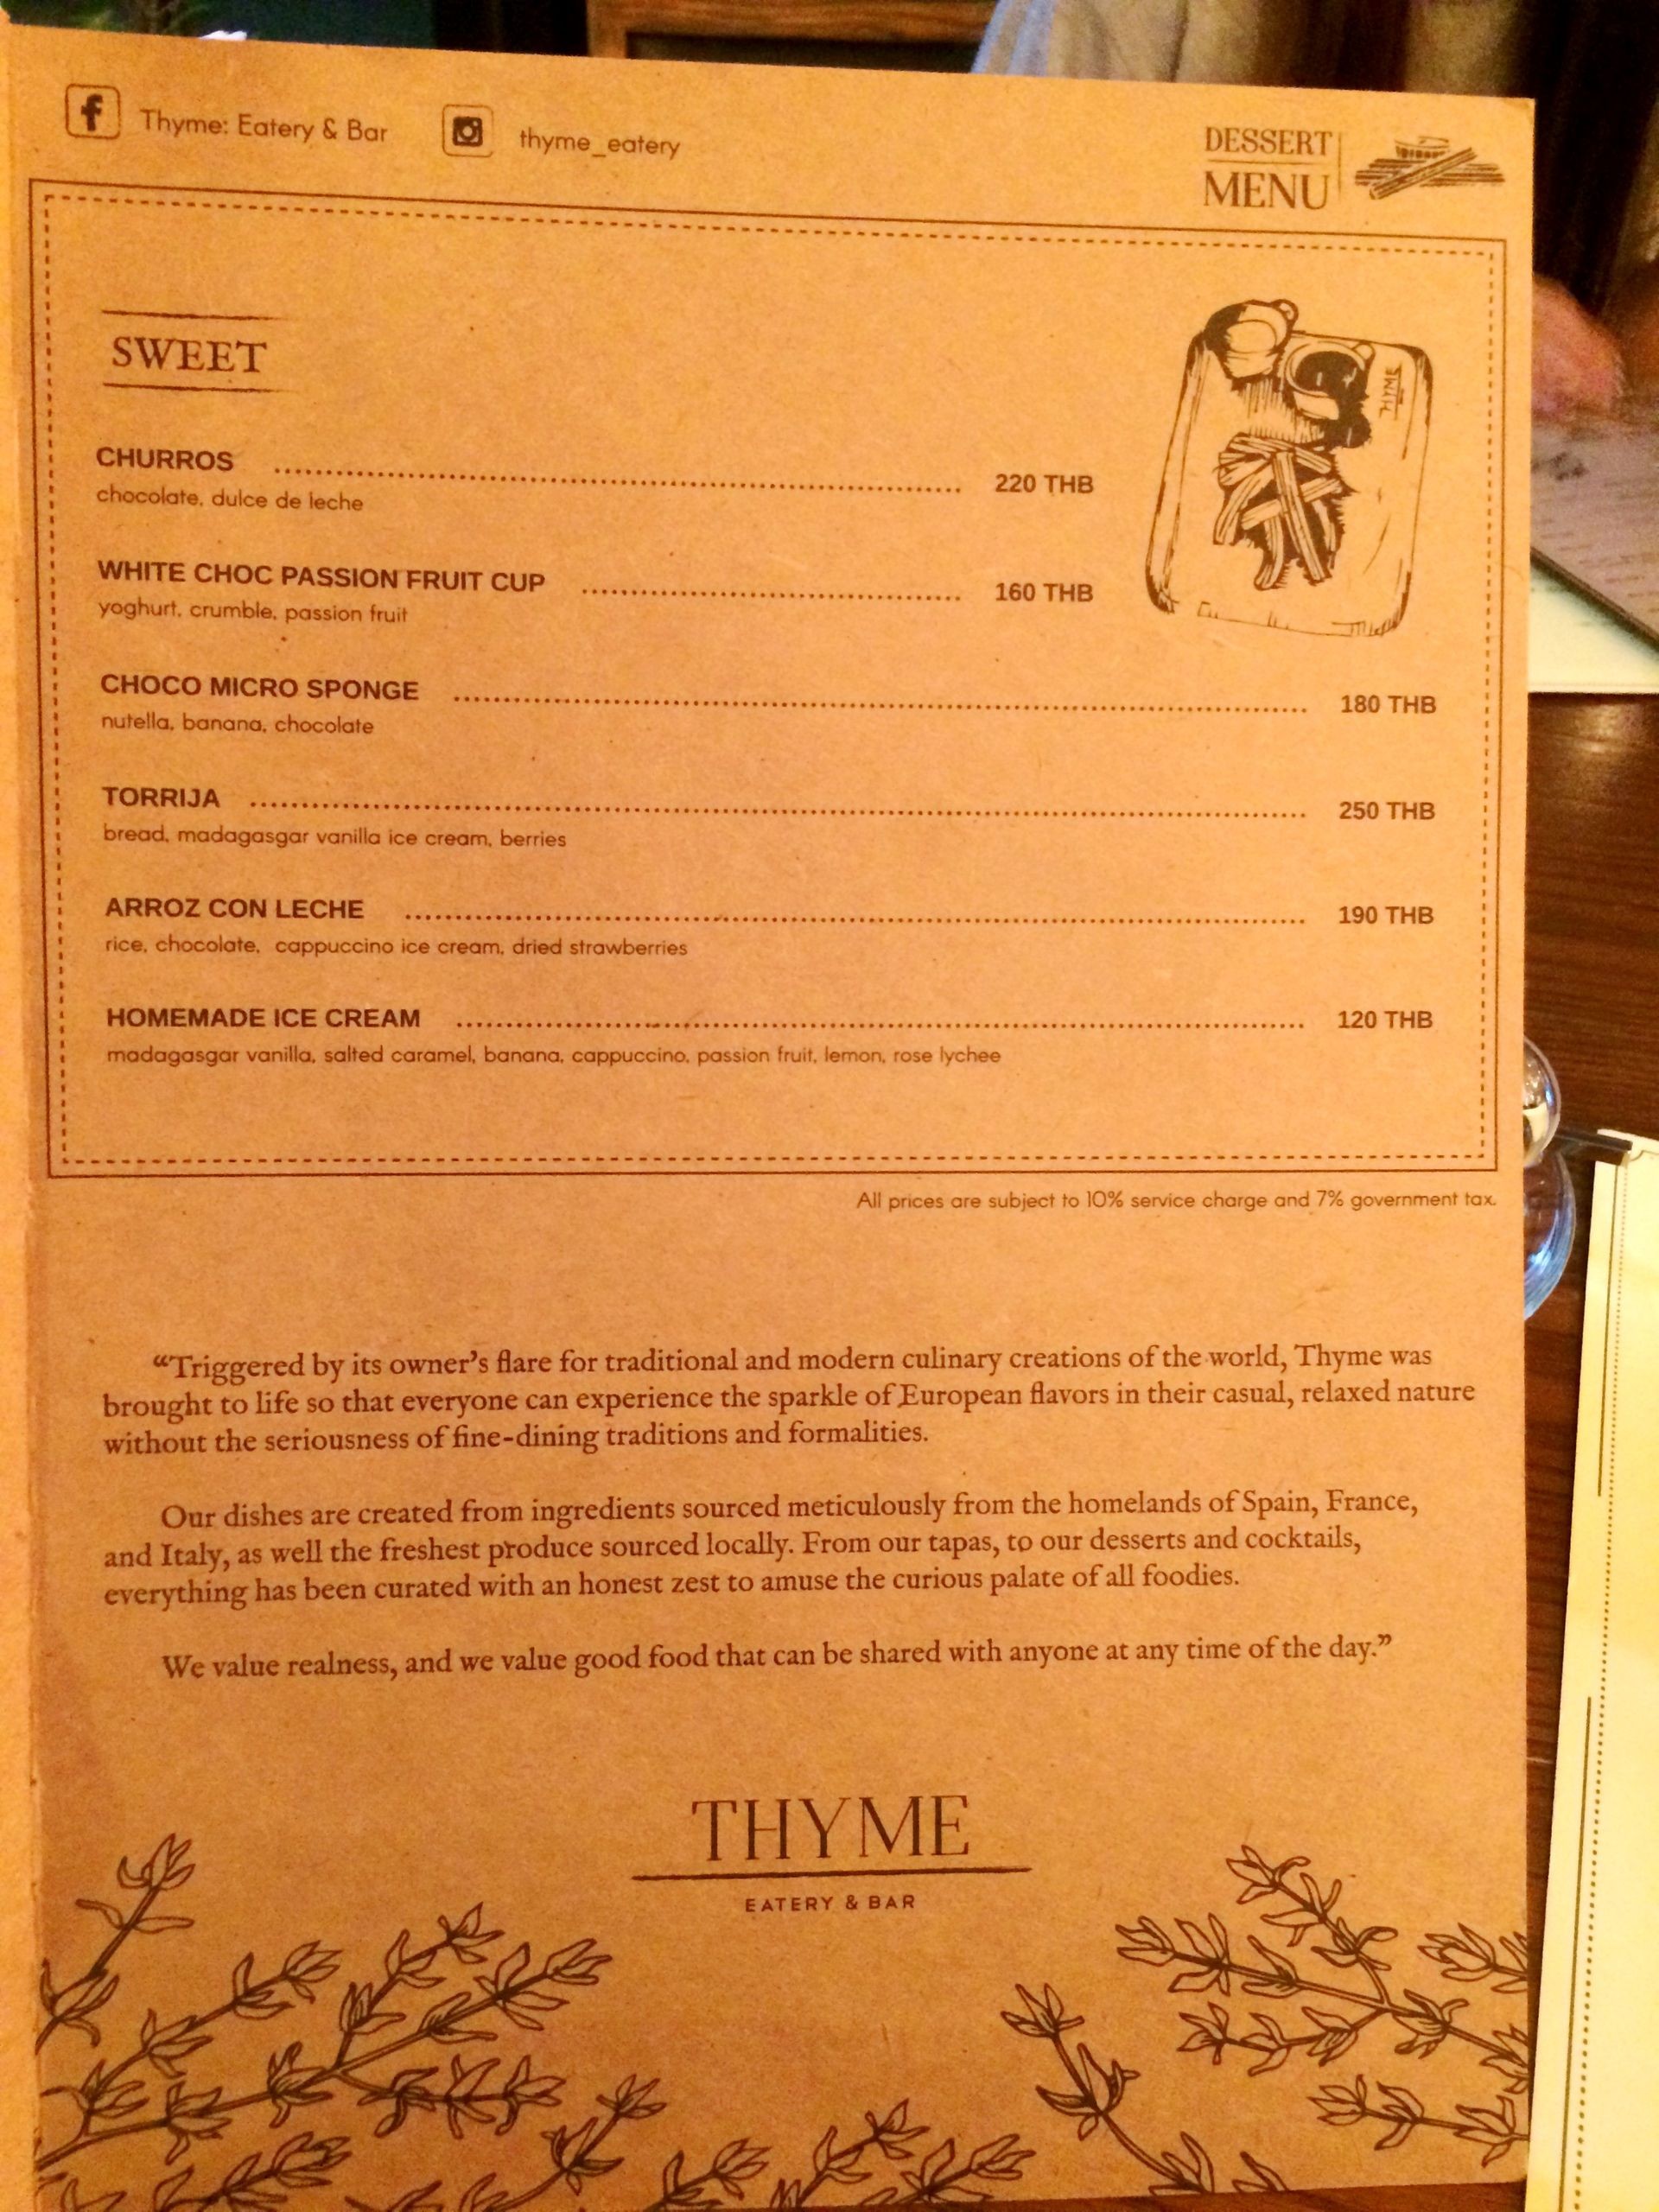 Thyme: Eatery & Bar
thyme_eatery
DESSERT
MENU
SWEET
THYME
CHURROS ........ 220 THB
chocolate, dulce de leche
WHITE CHOC PASSION FRUIT CUP ........ 160 THB
yoghurt, crumble, passion fruit
CHOCO MICRO SPONGE ........ 180 THB
nutella, banana, chocolate
TORRIJA ........ 250 THB
bread, madagasgar vanilla ice cream, berries
ARROZ CON LECHE ........ 190 THB
rice, chocolate, cappuccino ice cream, dried strawberries
HOMEMADE ICE CREAM ........ 120 THB
madagasgar vanilla, salted caramel, banana, cappuccino, passion fruit, lemon, rose lychee
All prices are subject to 10% service charge and 7% government tax.
“Triggered by its owner’s flare for traditional and modern culinary creations of the world, Thyme was
brought to life so that everyone can experience the sparkle of European flavors in their casual, relaxed nature
without the seriousness of fine-dining traditions and formalities.
Our dishes are created from ingredients sourced meticulously from the homelands of Spain, France,
and Italy, as well the freshest produce sourced locally. From our tapas, to our desserts and cocktails,
everything has been curated with an honest zest to amuse the curious palate of all foodies.
We value realness, and we value good food that can be shared with anyone at any time of the day.”
THYME
EATERY & BAR